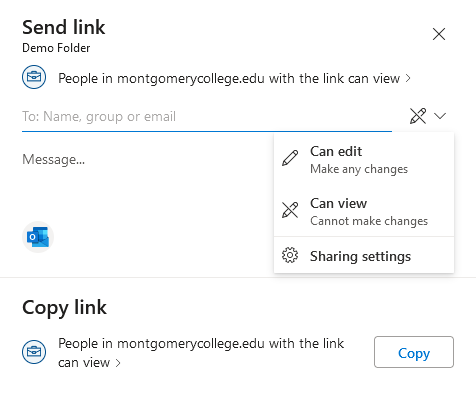 Send link
Demo Folder
People in montgomerycollege.edu with the link can view
To: Name, group or email
Message...
Can edit
Make any changes
Can view
Cannot make changes
Sharing settings
Copy link
People in montgomerycollege.edu with the link
can view
Copy